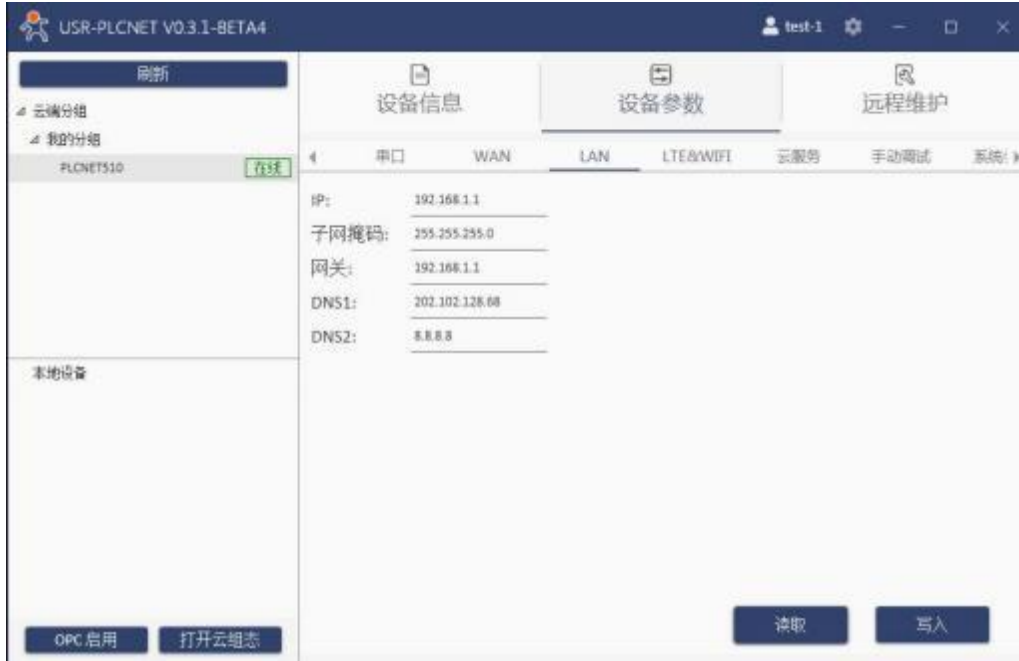 USR-PLCNET V0.3.1-BETA4
test-1
刷新
云端分组
我的分组
PLCNET510 在线
本地设备
OPC 启用 打开云组态
设备信息 设备参数 远程维护
串口 WAN LAN LTE&WIFI 云服务 手动调试 系统
IP: 192.168.1.1
子网掩码: 255.255.255.0
网关: 192.168.1.1
DNS1: 202.102.128.68
DNS2: 8.8.8.8
读取 写入